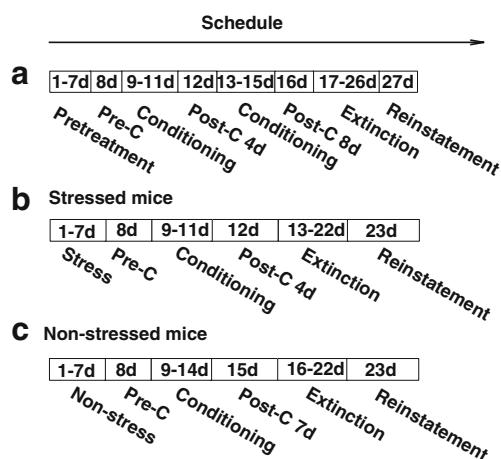 Schedule
a
1-7d 8d 9-11d 12d 13-15d 16d 17-26d 27d
Pretreatment Pre-C Conditioning Post-C 4d Conditioning Post-C 8d Extinction Reinstatement
b Stressed mice
1-7d 8d 9-11d 12d 13-22d 23d
Stress Pre-C Conditioning Post-C 4d Extinction Reinstatement
c Non-stressed mice
1-7d 8d 9-14d 15d 16-22d 23d
Non-stress Pre-C Conditioning Post-C 7d Extinction Reinstatement